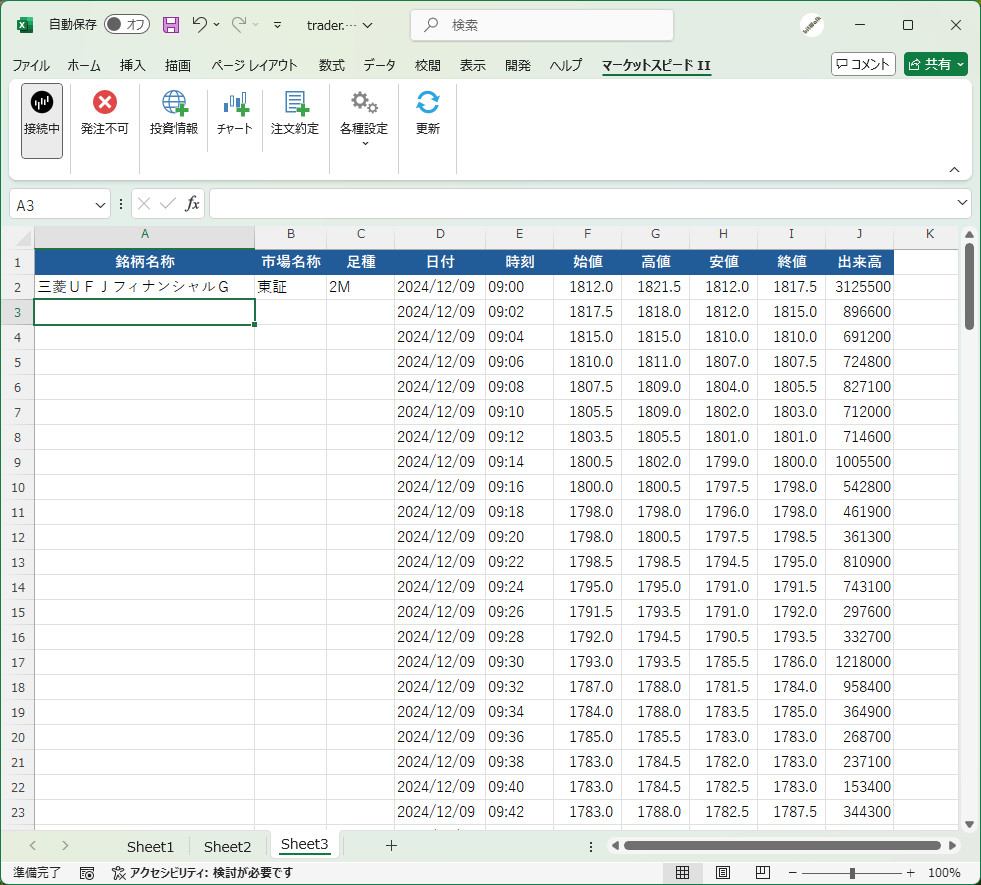 自動保存 オフ trader.… 検索
ファイル ホーム 挿入 描画 ページ レイアウト 数式 データ 校閲 表示 開発 ヘルプ マーケットスピード II コメント 共有
接続中 発注不可 投資情報 チャート 注文約定 各種設定 更新
A3 fx
A B C D E F G H I J K
1 銘柄名称 市場名称 足種 日付 時刻 始値 高値 安値 終値 出来高
2 三菱ＵＦＪフィナンシャルＧ 東証 2M 2024/12/09 09:00 1812.0 1821.5 1812.0 1817.5 3125500
3 2024/12/09 09:02 1817.5 1818.0 1812.0 1815.0 896600
4 2024/12/09 09:04 1815.0 1815.0 1810.0 1810.0 691200
5 2024/12/09 09:06 1810.0 1811.0 1807.0 1807.5 724800
6 2024/12/09 09:08 1807.5 1809.0 1804.0 1805.5 827100
7 2024/12/09 09:10 1805.5 1809.0 1802.0 1803.0 712000
8 2024/12/09 09:12 1803.5 1805.5 1801.0 1801.0 714600
9 2024/12/09 09:14 1800.5 1802.0 1799.0 1800.0 1005500
10 2024/12/09 09:16 1800.0 1800.5 1797.5 1798.0 542800
11 2024/12/09 09:18 1798.0 1798.0 1796.0 1798.0 461900
12 2024/12/09 09:20 1798.0 1800.5 1797.5 1798.5 361300
13 2024/12/09 09:22 1798.5 1798.5 1794.5 1795.0 810900
14 2024/12/09 09:24 1795.0 1795.0 1791.0 1791.5 743100
15 2024/12/09 09:26 1791.5 1793.5 1791.0 1792.0 297600
16 2024/12/09 09:28 1792.0 1794.5 1790.5 1793.5 332700
17 2024/12/09 09:30 1793.0 1793.5 1785.5 1786.0 1218000
18 2024/12/09 09:32 1787.0 1788.0 1781.5 1784.0 958400
19 2024/12/09 09:34 1784.0 1788.0 1783.5 1785.0 364900
20 2024/12/09 09:36 1785.0 1785.5 1783.0 1783.0 268700
21 2024/12/09 09:38 1783.0 1784.5 1782.0 1783.0 237100
22 2024/12/09 09:40 1783.0 1784.5 1782.5 1783.0 153400
23 2024/12/09 09:42 1783.0 1788.0 1782.5 1787.5 344300
Sheet1 Sheet2 Sheet3
準備完了 アクセシビリティ: 検討が必要です 100%